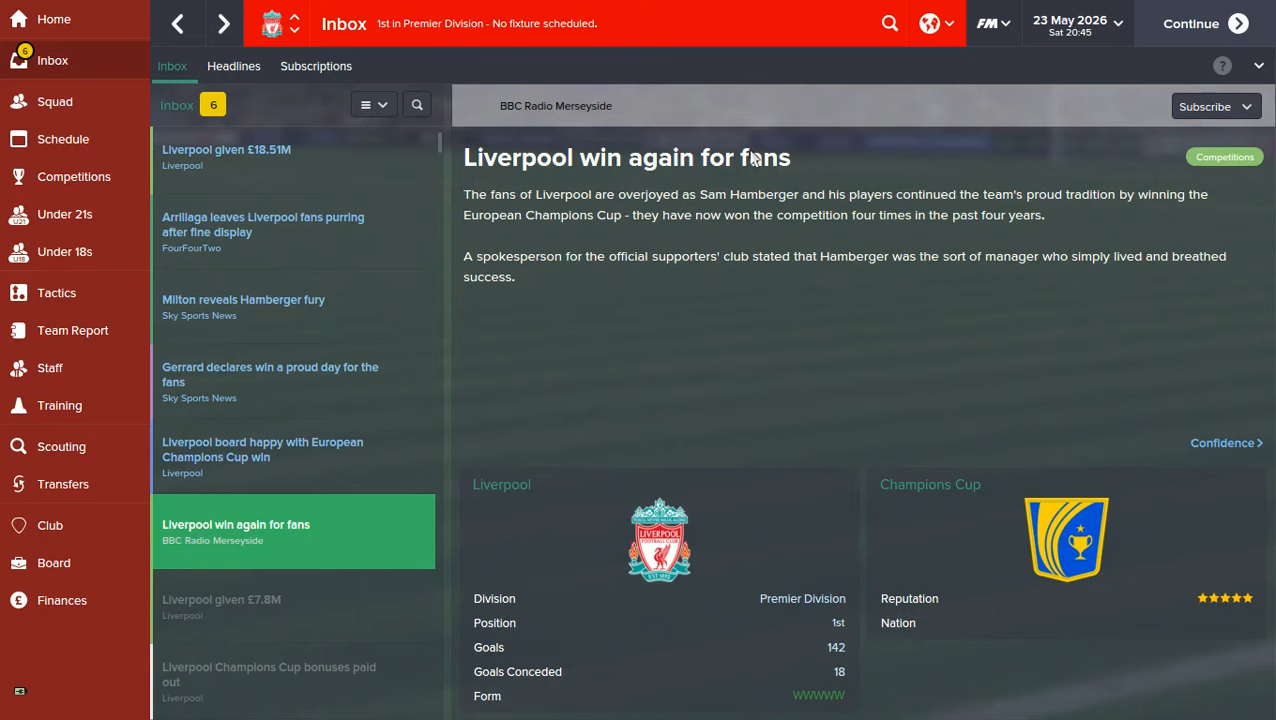 Home
Inbox
1st in Premier Division - No fixture scheduled.
FM
23 May 2026
Sat 20:45
Continue
6
Inbox
Squad
Schedule
Competitions
U21
Under 21s
U18
Under 18s
Tactics
Team Report
Staff
Training
Scouting
Transfers
Club
Board
£
Finances
Inbox
Headlines
Subscriptions
?
Inbox
6
Liverpool given £18.51M
Liverpool
Arrillaga leaves Liverpool fans purring
after fine display
FourFourTwo
Milton reveals Hamberger fury
Sky Sports News
Gerrard declares win a proud day for the
fans
Sky Sports News
Liverpool board happy with European
Champions Cup win
Liverpool
Liverpool win again for fans
BBC Radio Merseyside
Liverpool given £7.8M
Liverpool
Liverpool Champions Cup bonuses paid
out
Liverpool
BBC Radio Merseyside
Subscribe
Liverpool win again for fans
Competitions
The fans of Liverpool are overjoyed as Sam Hamberger and his players continued the team's proud tradition by winning the
European Champions Cup - they have now won the competition four times in the past four years.
A spokesperson for the official supporters' club stated that Hamberger was the sort of manager who simply lived and breathed
success.
Confidence
Liverpool
LIVERPOOL
FOOTBALL CLUB
EST 1892
Division Premier Division
Position 1st
Goals 142
Goals Conceded 18
Form WWWWW
Champions Cup
Reputation
Nation